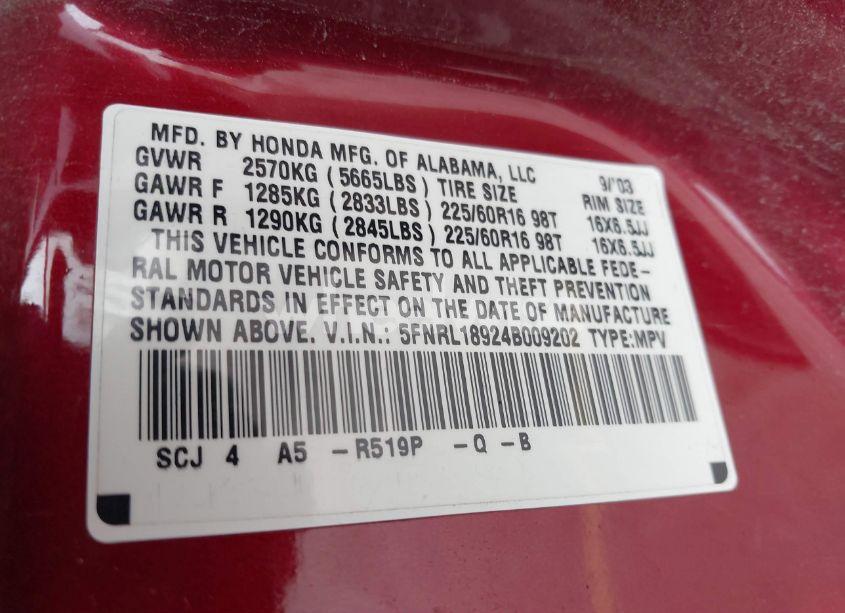 MFD. BY HONDA MFG. OF ALABAMA, LLC 9/'03
GVWR 2570KG ( 5665LBS ) TIRE SIZE RIM SIZE
GAWR F 1285KG ( 2833LBS ) 225/60R16 98T 16X6.5JJ
GAWR R 1290KG ( 2845LBS ) 225/60R16 98T 16X6.5JJ
THIS VEHICLE CONFORMS TO ALL APPLICABLE FEDE-
RAL MOTOR VEHICLE SAFETY AND THEFT PREVENTION
STANDARDS IN EFFECT ON THE DATE OF MANUFACTURE
SHOWN ABOVE. V.I.N.: 5FNRL18924B009202 TYPE:MPV
SCJ 4 A5 -R519P -Q -B